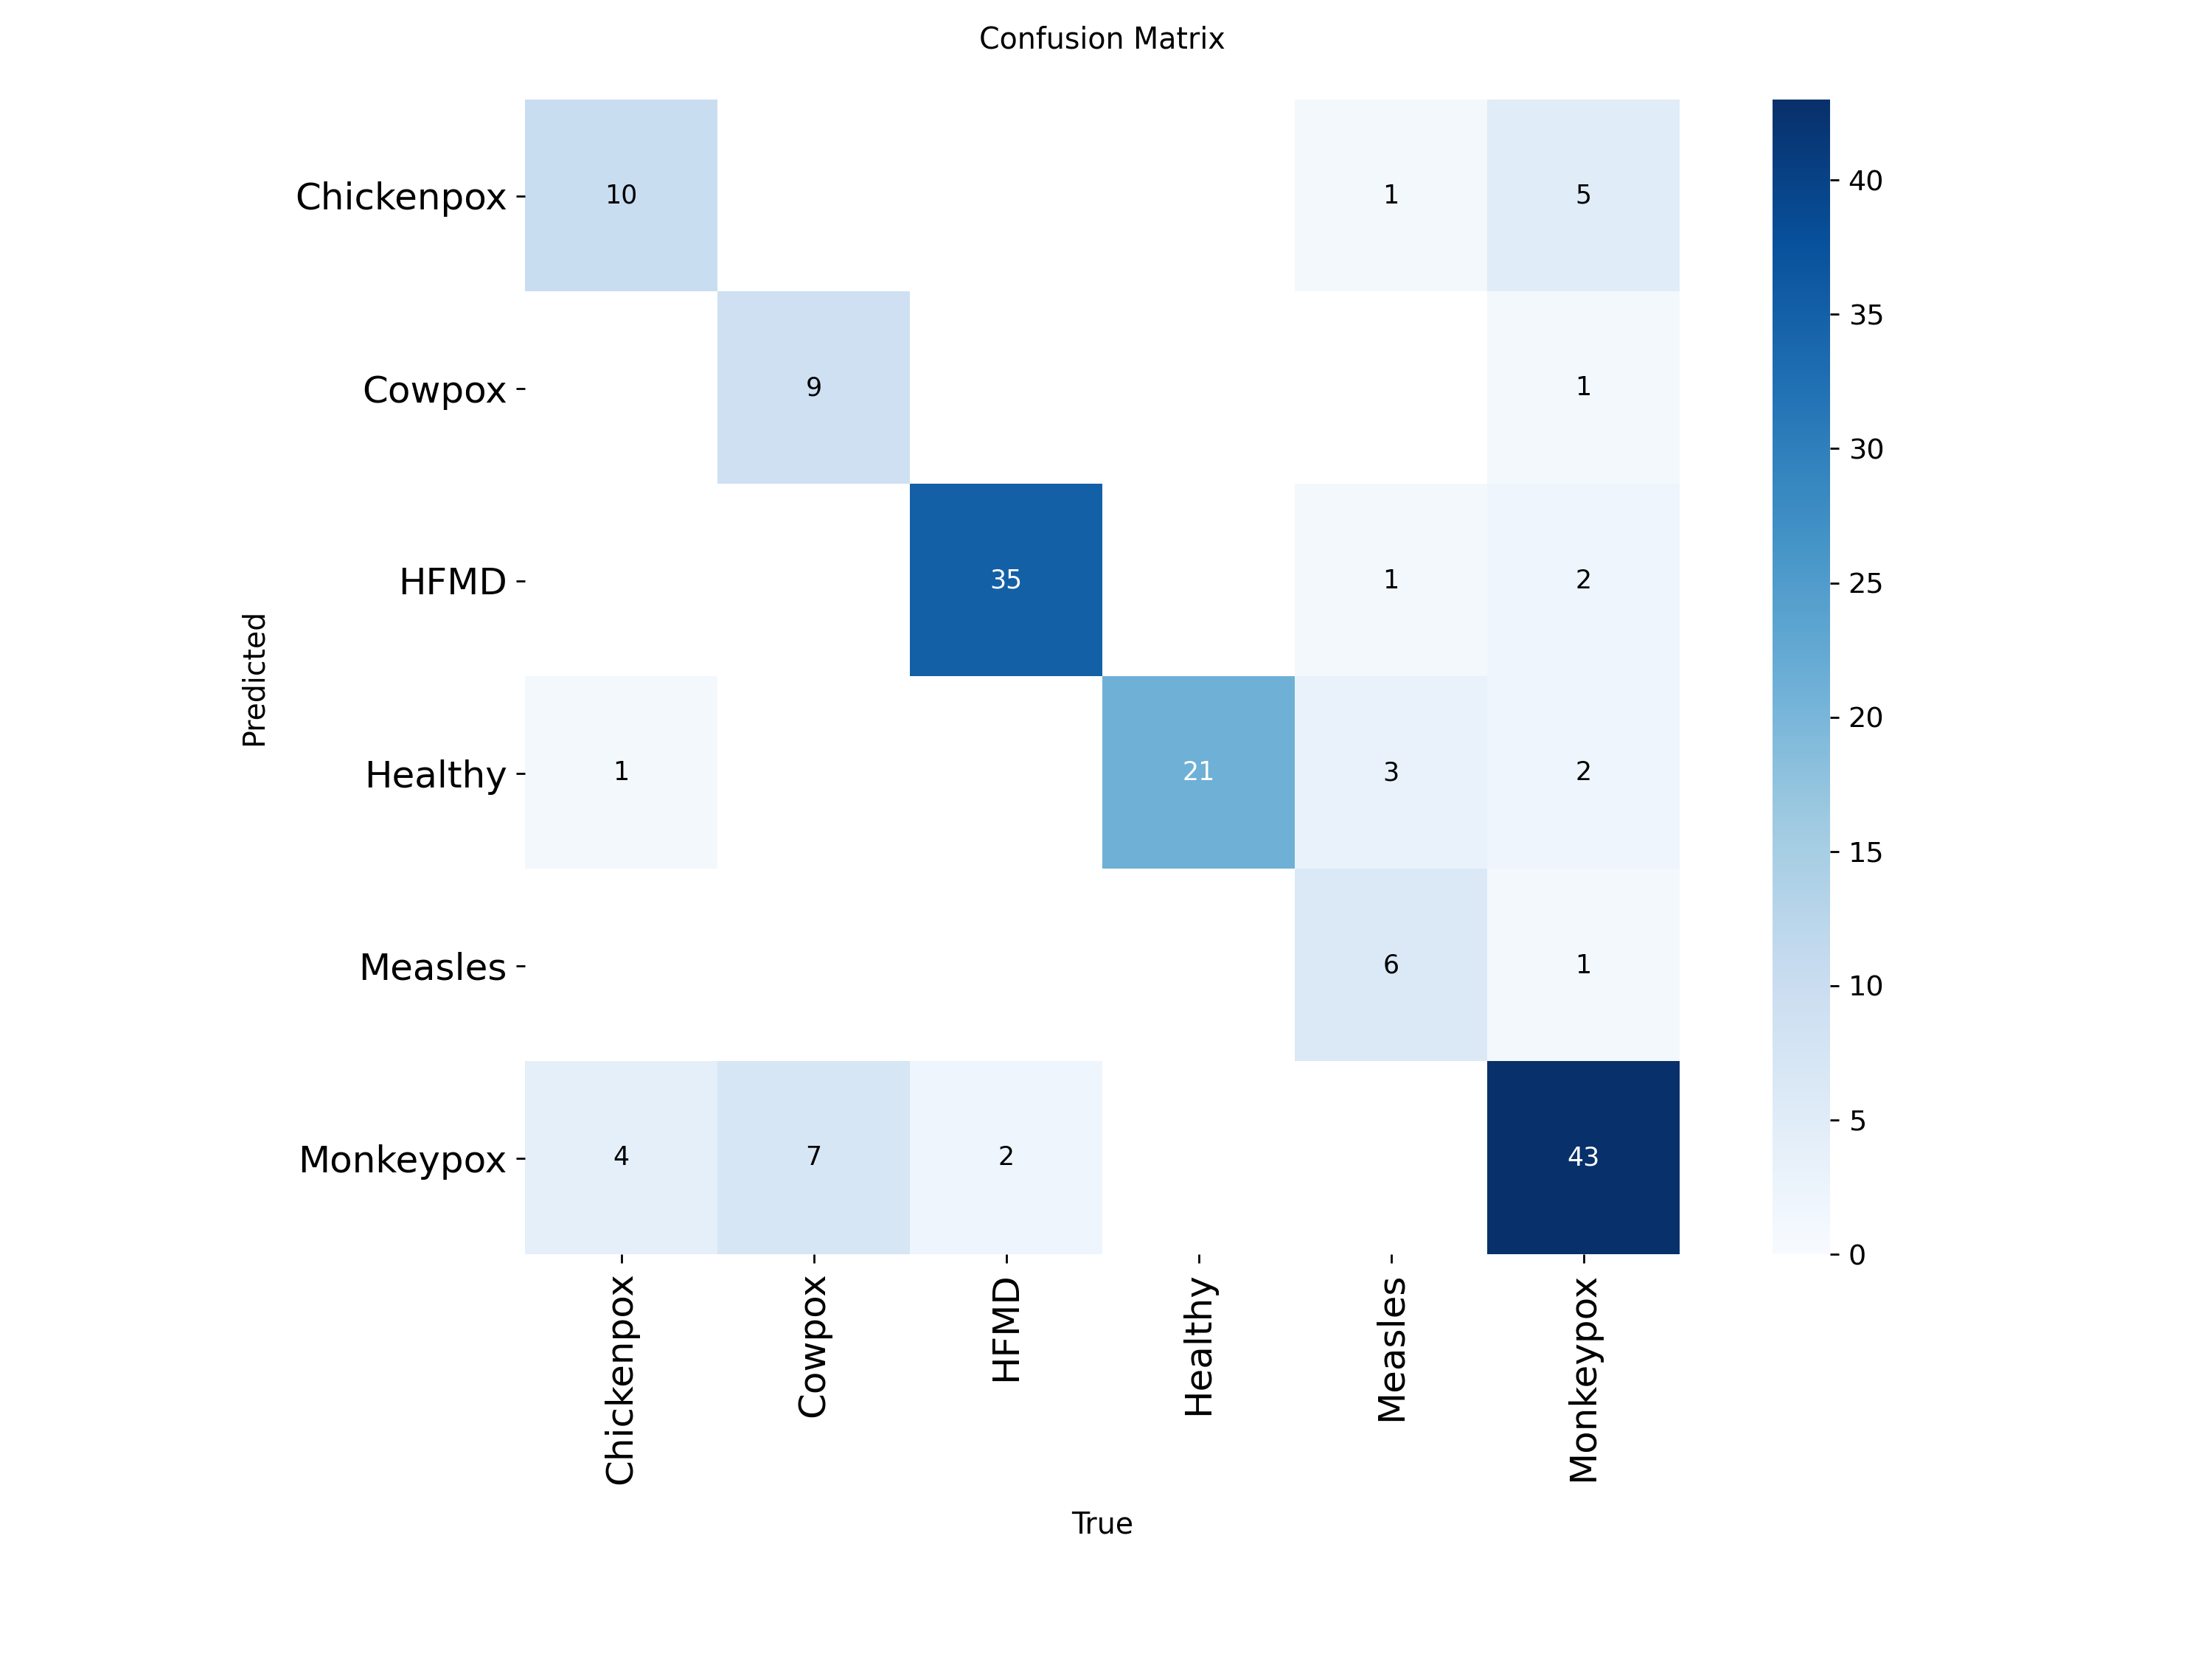 Confusion Matrix
Chickenpox 10 1 5
Cowpox 9 1
HFMD 35 1 2
Healthy 1 21 3 2
Measles 6 1
Monkeypox 4 7 2 43
Predicted
Chickenpox Cowpox HFMD Healthy Measles Monkeypox
True
40
35
30
25
20
15
10
5
0